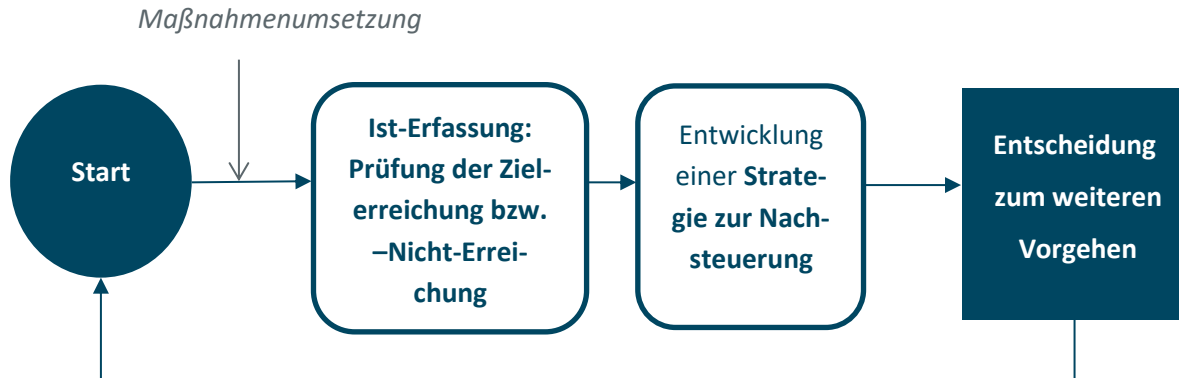 Maßnahmenumsetzung
Start
Ist-Erfassung:
Prüfung der Ziel-
erreichung bzw.
–Nicht-Errei-
chung
Entwicklung
einer Strate-
gie zur Nach-
steuerung
Entscheidung
zum weiteren
Vorgehen